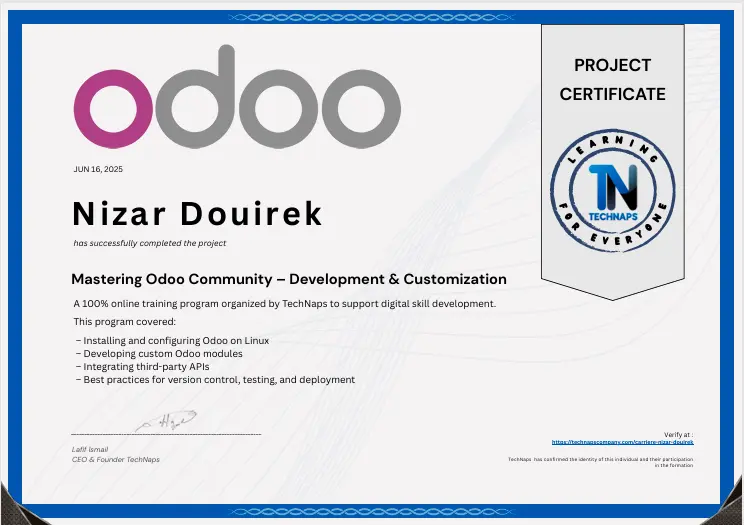 odoo
PROJECT
CERTIFICATE
LEARNING
TN
TECHNAPS
FOR EVERYONE
JUN 16, 2025
Nizar Douirek
has successfully completed the project
Mastering Odoo Community – Development & Customization
A 100% online training program organized by TechNaps to support digital skill development.
This program covered:
– Installing and configuring Odoo on Linux
– Developing custom Odoo modules
– Integrating third-party APIs
– Best practices for version control, testing, and deployment
Lafif Ismail
CEO & Founder TechNaps
Verify at :
https://technapscompany.com/carriere-nizar-douirek
TechNaps has confirmed the identity of this individual and their participation
in the formation